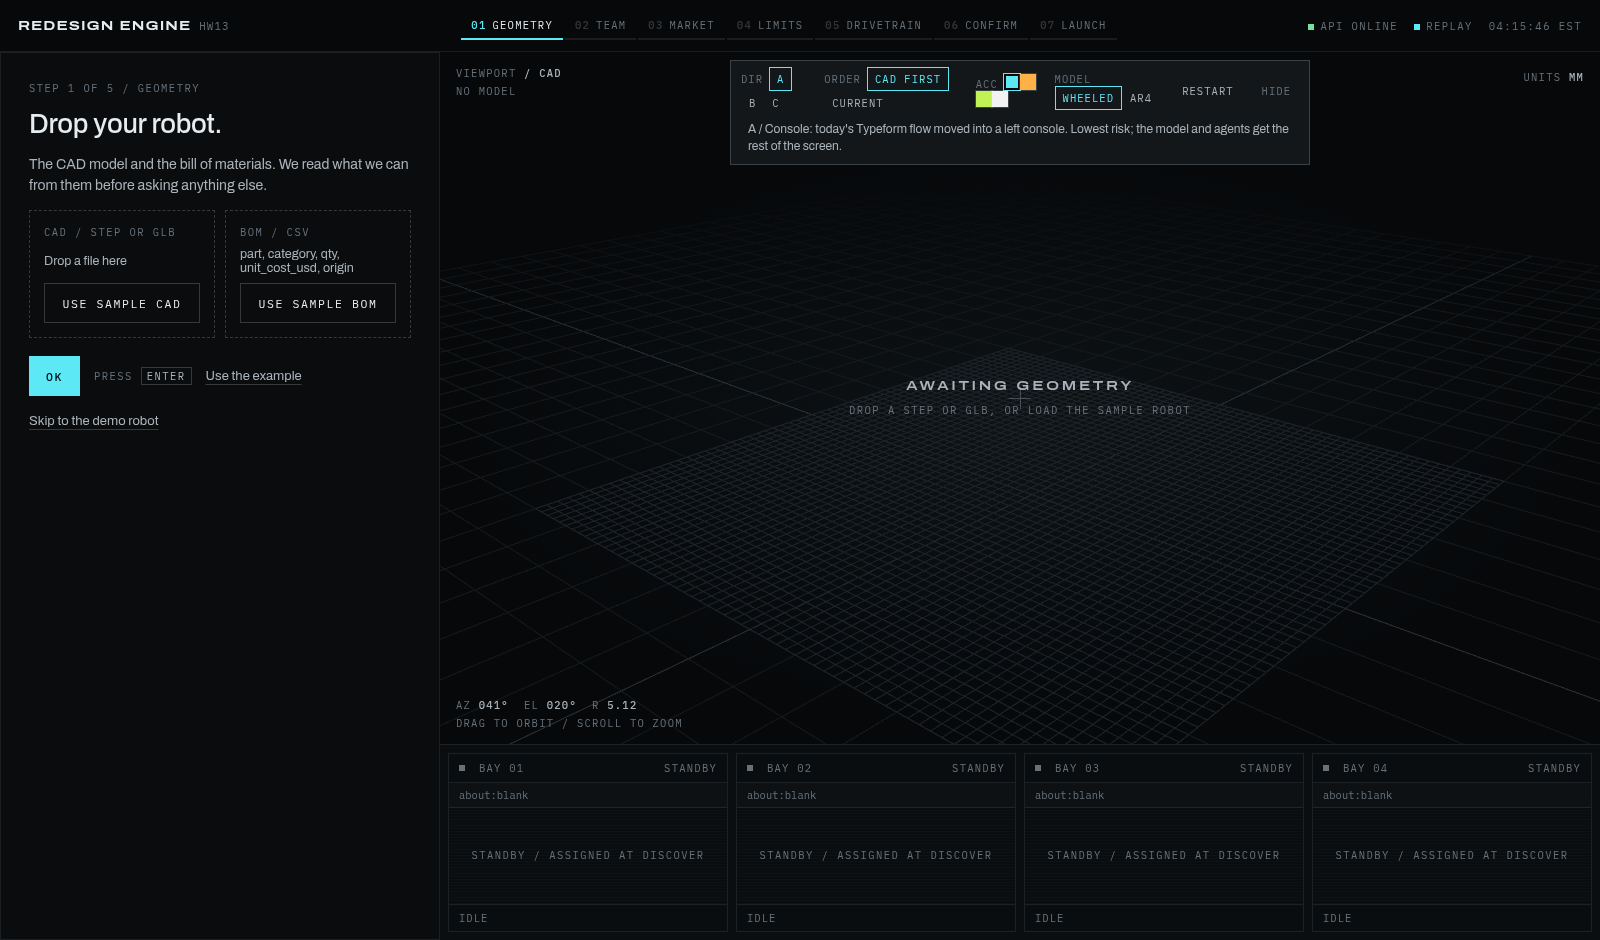 REDESIGN ENGINE HW13
01 GEOMETRY 02 TEAM 03 MARKET 04 LIMITS 05 DRIVETRAIN 06 CONFIRM 07 LAUNCH
API ONLINE REPLAY 04:15:46 EST
STEP 1 OF 5 / GEOMETRY
Drop your robot.
The CAD model and the bill of materials. We read what we can
from them before asking anything else.
CAD / STEP OR GLB
Drop a file here
USE SAMPLE CAD
BOM / CSV
part, category, qty,
unit_cost_usd, origin
USE SAMPLE BOM
OK PRESS ENTER Use the example
Skip to the demo robot
VIEWPORT / CAD
NO MODEL
DIR A
B C
ORDER CAD FIRST
CURRENT
ACC
MODEL
WHEELED AR4
RESTART HIDE
A / Console: today's Typeform flow moved into a left console. Lowest risk; the model and agents get the
rest of the screen.
UNITS MM
AWAITING GEOMETRY
DROP A STEP OR GLB, OR LOAD THE SAMPLE ROBOT
AZ 041° EL 020° R 5.12
DRAG TO ORBIT / SCROLL TO ZOOM
BAY 01 STANDBY
about:blank
STANDBY / ASSIGNED AT DISCOVER
IDLE
BAY 02 STANDBY
about:blank
STANDBY / ASSIGNED AT DISCOVER
IDLE
BAY 03 STANDBY
about:blank
STANDBY / ASSIGNED AT DISCOVER
IDLE
BAY 04 STANDBY
about:blank
STANDBY / ASSIGNED AT DISCOVER
IDLE